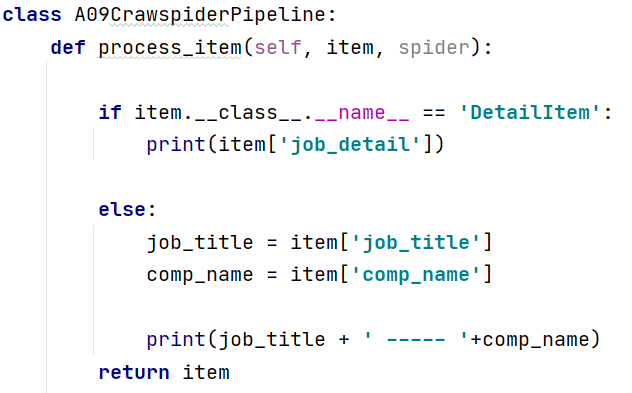 class A09CrawspiderPipeline:
    def process_item(self, item, spider):
        if item.__class__.__name__ == 'DetailItem':
            print(item['job_detail'])
        else:
            job_title = item['job_title']
            comp_name = item['comp_name']
            print(job_title + ' ----- '+comp_name)
        return item